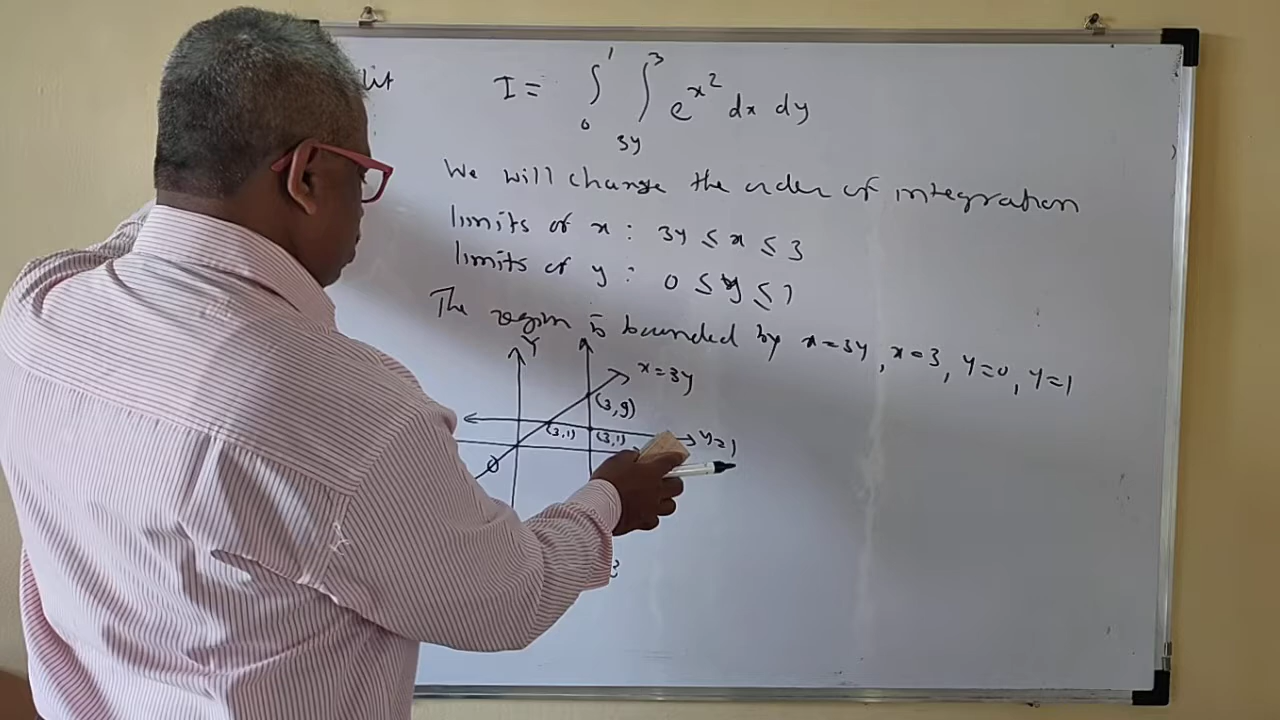 I = ∫₀¹ ∫₃ᵧ³ e^{x²} dx dy
We will change the order of integration
limits of x : 3y ≤ x ≤ 3
limits of y : 0 ≤ y ≤ 1
The region is bounded by x=3y, x=3, y=0, y=1
Y
x=3y
(3,9)
(3,1) (3,1) y=1
O
3